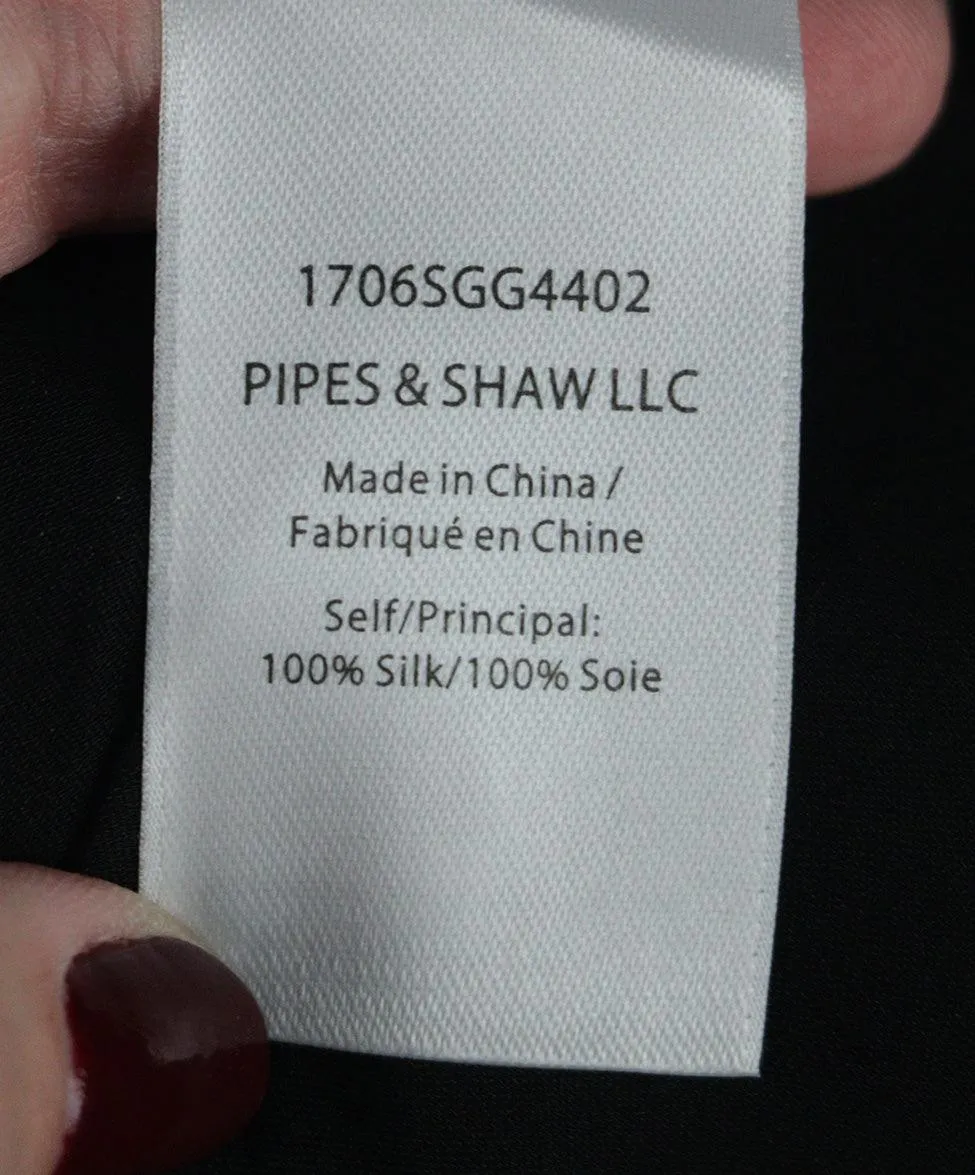 1706SGG4402
PIPES & SHAW LLC
Made in China /
Fabriqué en Chine
Self/Principal:
100% Silk/100% Soie